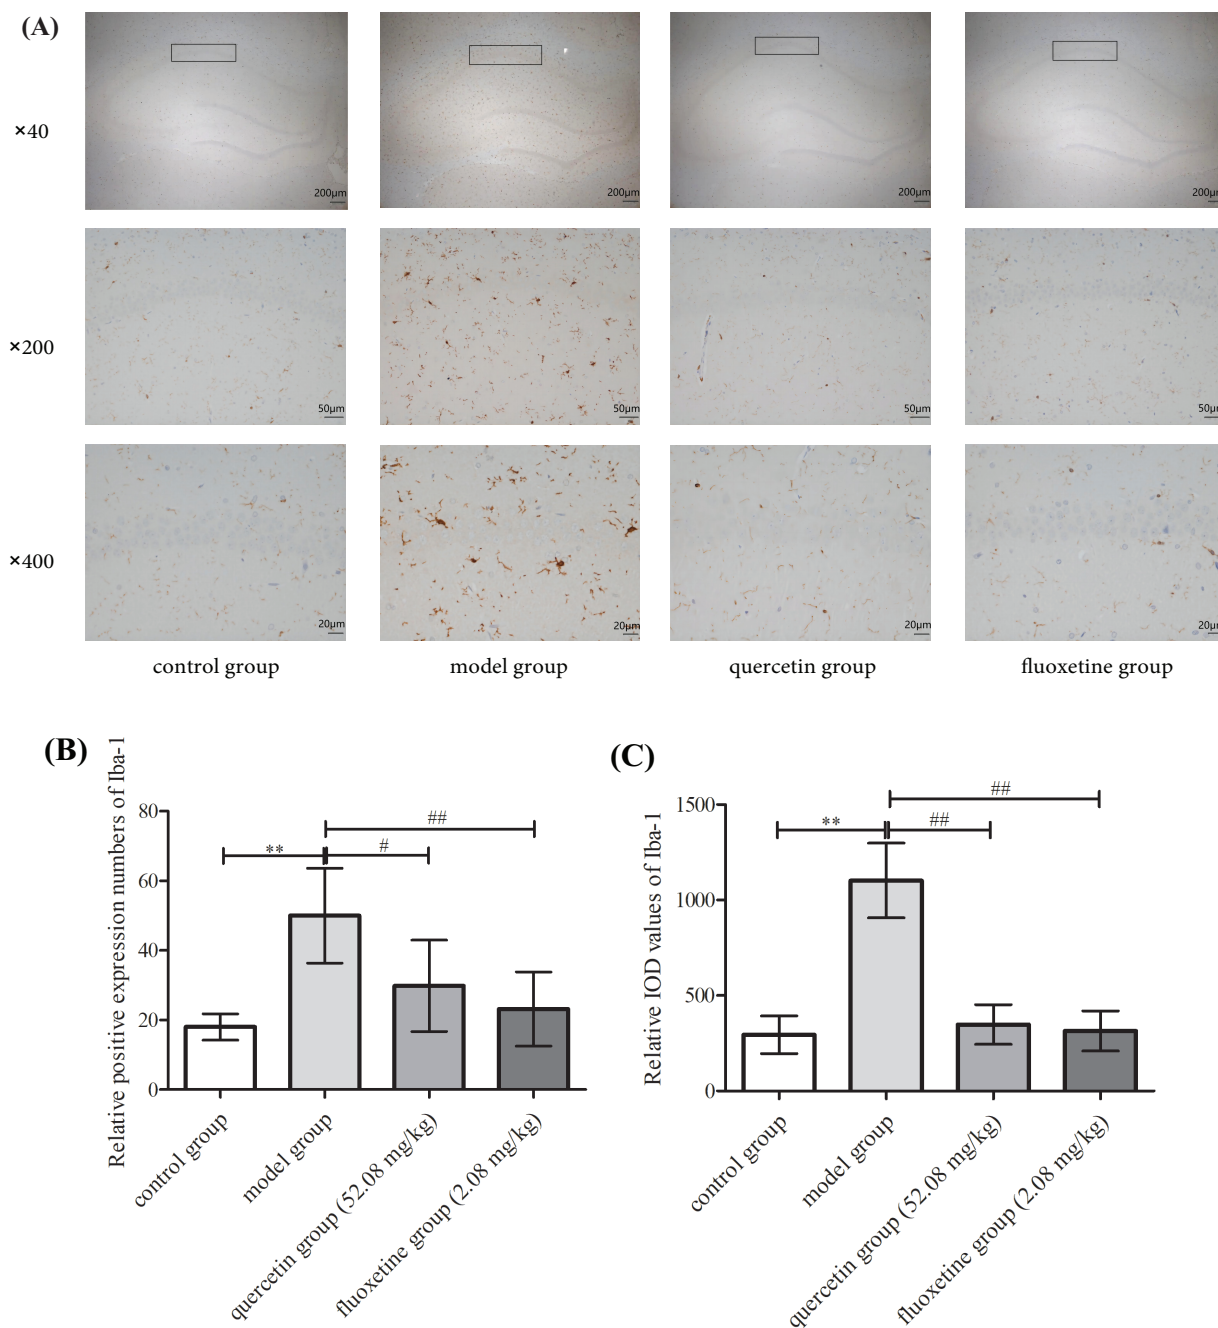 (A)
×40
200μm
200μm
200μm
200μm
×200
50μm
50μm
50μm
50μm
×400
20μm
20μm
20μm
20μm
control group
model group
quercetin group
fluoxetine group
(B)
Relative positive expression numbers of Iba-1
80
60
40
20
0
**
#
##
control group
model group
quercetin group (52.08 mg/kg)
fluoxetine group (2.08 mg/kg)
(C)
Relative IOD values of Iba-1
1500
1000
500
0
**
##
##
control group
model group
quercetin group (52.08 mg/kg)
fluoxetine group (2.08 mg/kg)